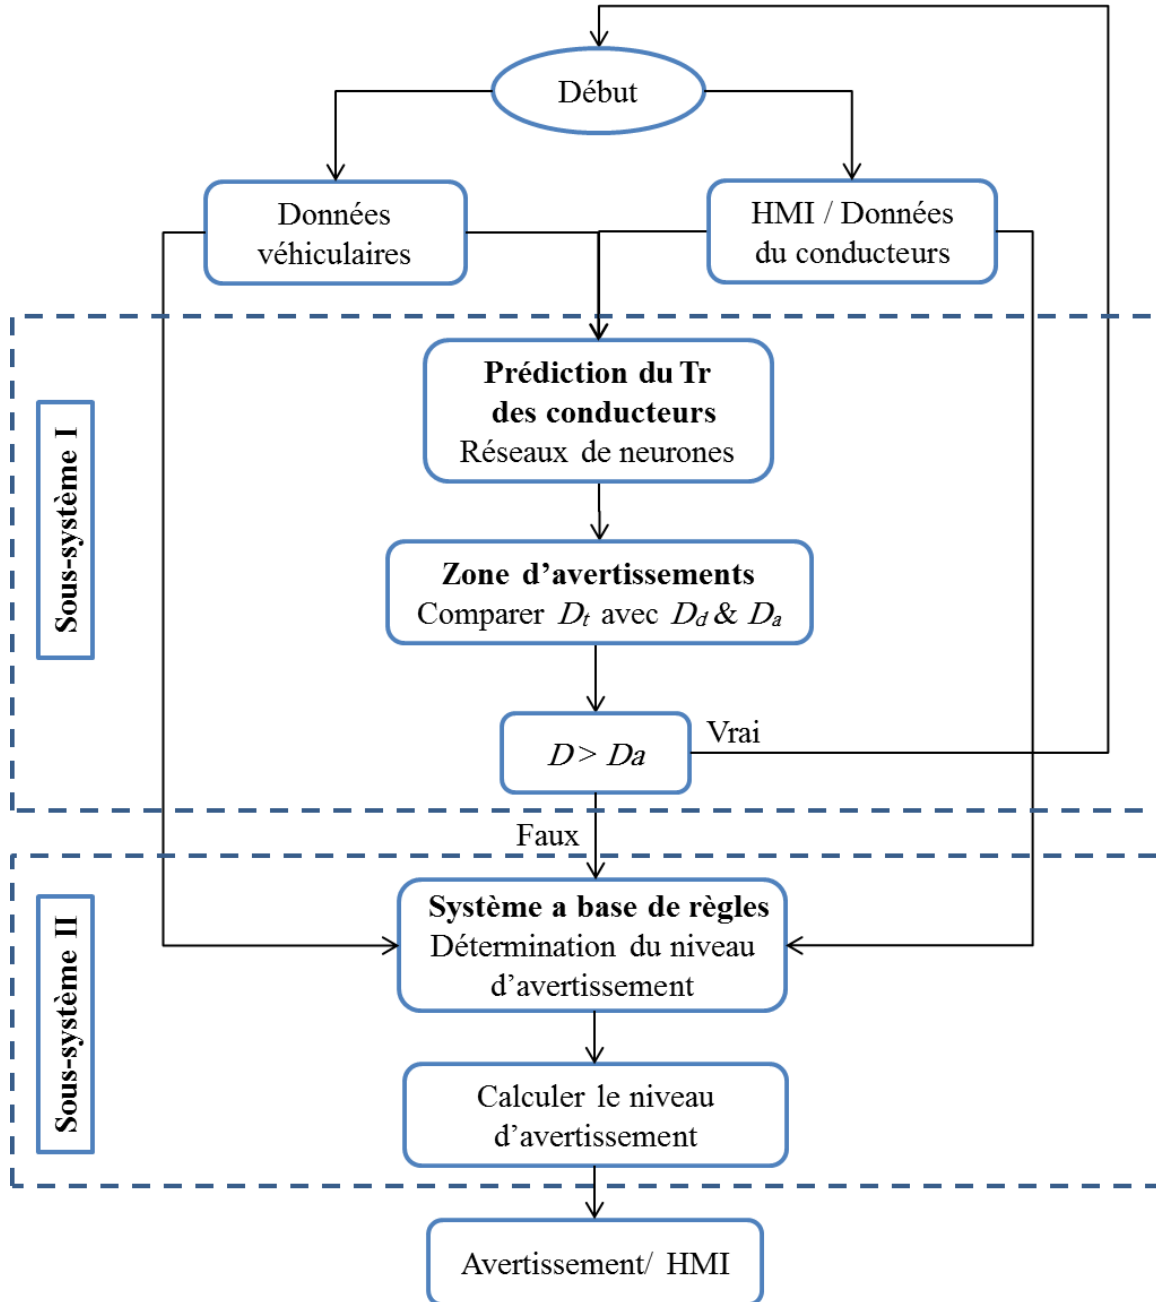 Début
Données
véhiculaires
HMI / Données
du conducteurs
Sous-système I
Prédiction du Tr
des conducteurs
Réseaux de neurones
Zone d’avertissements
Comparer Dt avec Dd & Da
D > Da
Vrai
Faux
Sous-système II
Système a base de règles
Détermination du niveau
d’avertissement
Calculer le niveau
d’avertissement
Avertissement/ HMI